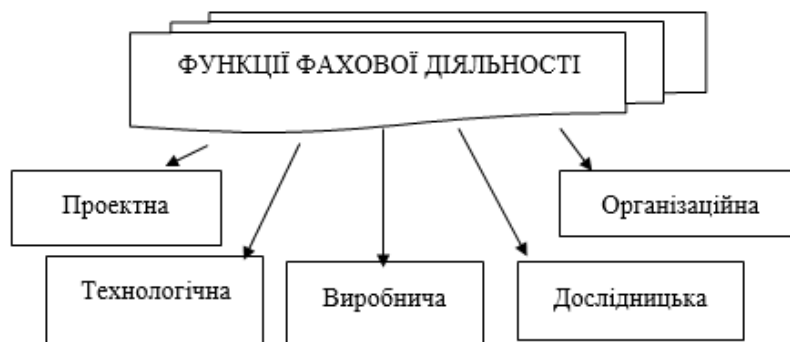 ФУНКЦІЇ ФАХОВОЇ ДІЯЛЬНОСТІ
Проектна
Організаційна
Технологічна
Виробнича
Дослідницька